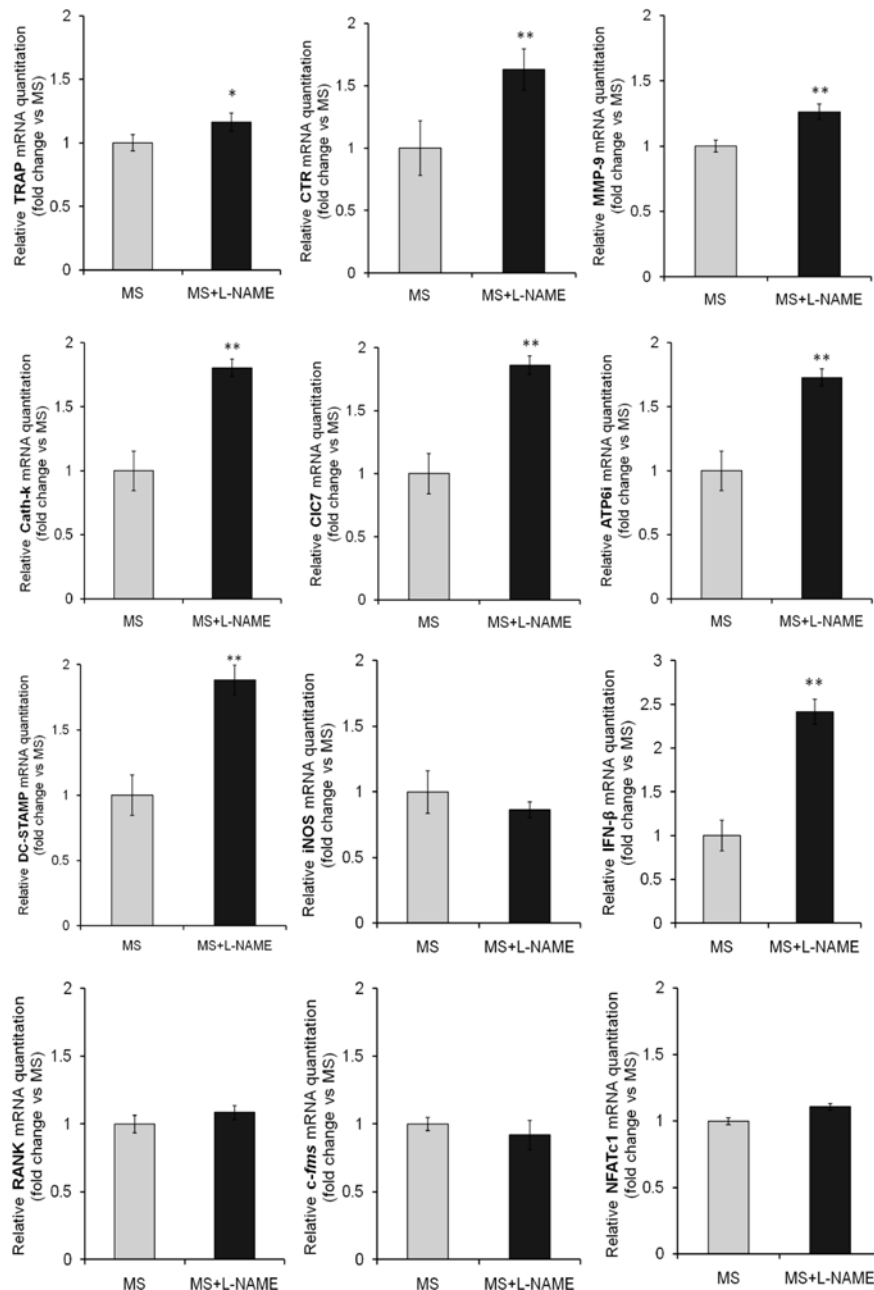 Relative TRAP mRNA quantitation
(fold change vs MS)
2
1.5
1
0.5
0
*
MS
MS+L-NAME
Relative CTR mRNA quantitation
(fold change vs MS)
2
1.5
1
0.5
0
**
MS
MS+L-NAME
Relative MMP-9 mRNA quantitation
(fold change vs MS)
2
1.5
1
0.5
0
**
MS
MS+L-NAME
Relative Cath-k mRNA quantitation
(fold change vs MS)
2
1.5
1
0.5
0
**
MS
MS+L-NAME
Relative ClC7 mRNA quantitation
(fold change vs MS)
2
1.5
1
0.5
0
**
MS
MS+L-NAME
Relative ATP6i mRNA quantitation
(fold change vs MS)
2
1.5
1
0.5
0
**
MS
MS+L-NAME
Relative DC-STAMP mRNA quantitation
(fold change vs MS)
2
1.5
1
0.5
0
**
MS
MS+L-NAME
Relative iNOS mRNA quantitation
(fold change vs MS)
2
1.5
1
0.5
0
MS
MS+L-NAME
Relative IFN-β mRNA quantitation
(fold change vs MS)
3
2.5
2
1.5
1
0.5
0
**
MS
MS+L-NAME
Relative RANK mRNA quantitation
(fold change vs MS)
2
1.5
1
0.5
0
MS
MS+L-NAME
Relative c-fms mRNA quantitation
(fold change vs MS)
2
1.5
1
0.5
0
MS
MS+L-NAME
Relative NFATc1 mRNA quantitation
(fold change vs MS)
2
1.5
1
0.5
0
MS
MS+L-NAME